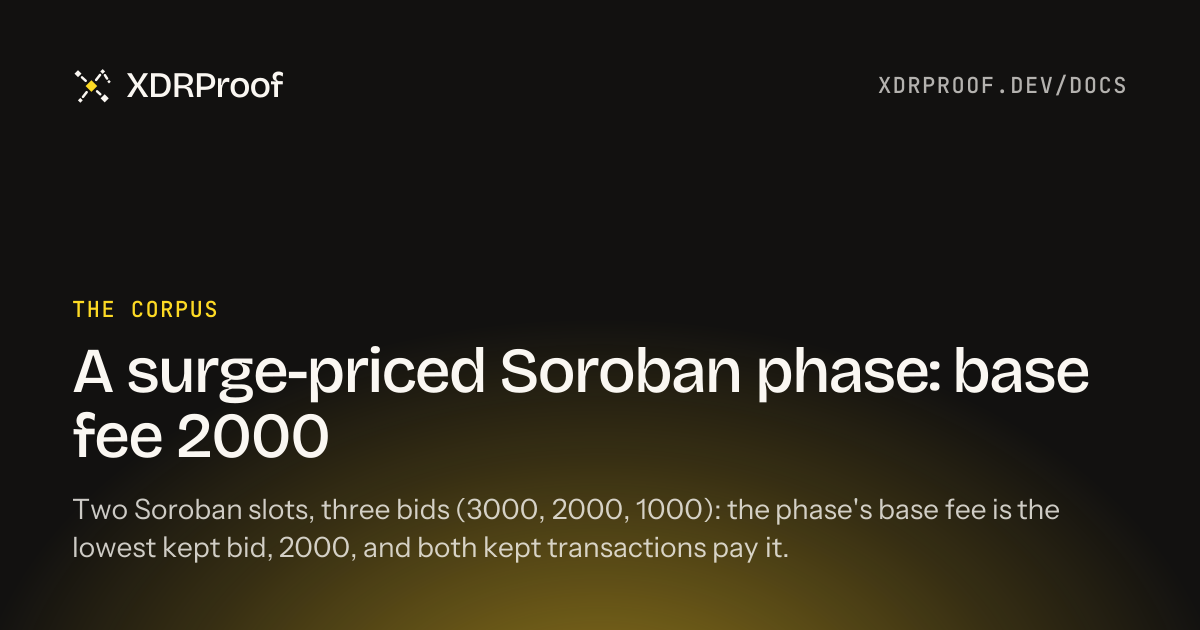 XDRProof
XDRPROOF.DEV/DOCS
THE CORPUS
A surge-priced Soroban phase: base
fee 2000
Two Soroban slots, three bids (3000, 2000, 1000): the phase's base fee is the
lowest kept bid, 2000, and both kept transactions pay it.